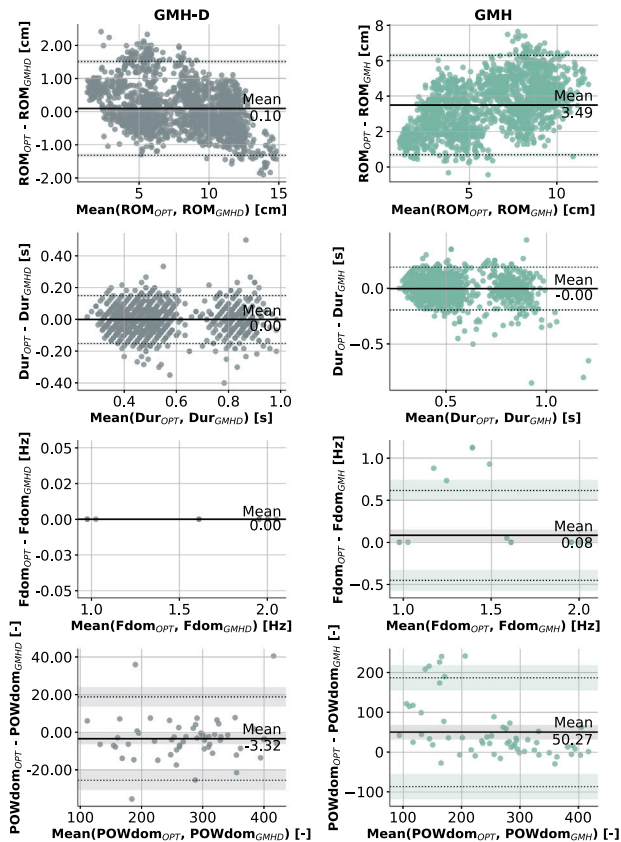 GMH-D
GMH
ROM_OPT - ROM_GMHD [cm]
2.00
1.00
0.00
-1.00
-2.00
Mean
0.10
5
10
15
Mean(ROM_OPT, ROM_GMHD) [cm]
ROM_OPT - ROM_GMH [cm]
8
6
4
2
0
Mean
3.49
5
10
Mean(ROM_OPT, ROM_GMH) [cm]
Dur_OPT - Dur_GMHD [s]
0.40
0.20
0.00
-0.20
-0.40
Mean
0.00
0.4
0.6
0.8
1.0
Mean(Dur_OPT, Dur_GMHD) [s]
Dur_OPT - Dur_GMH [s]
0.0
−0.5
Mean
-0.00
0.5
1.0
Mean(Dur_OPT, Dur_GMH) [s]
Fdom_OPT - Fdom_GMHD [Hz]
0.05
0.02
0.00
-0.03
-0.05
Mean
0.00
1.0
1.5
2.0
Mean(Fdom_OPT, Fdom_GMHD) [Hz]
Fdom_OPT - Fdom_GMH [Hz]
1.0
0.5
0.0
−0.5
Mean
0.08
1.0
1.5
2.0
Mean(Fdom_OPT, Fdom_GMH) [Hz]
POWdom_OPT - POWdom_GMHD [-]
40.00
20.00
0.00
-20.00
Mean
-3.32
100
200
300
400
Mean(POWdom_OPT, POWdom_GMHD) [-]
POWdom_OPT - POWdom_GMH [-]
200
100
0
−100
Mean
50.27
100
200
300
400
Mean(POWdom_OPT, POWdom_GMH) [-]